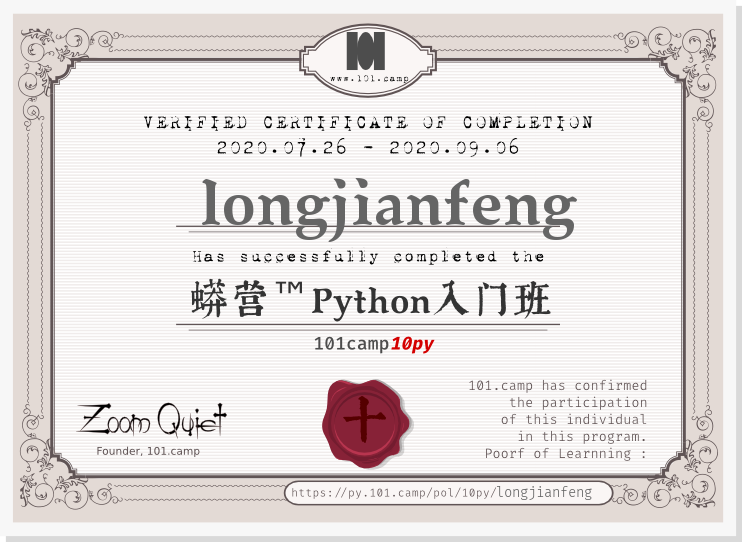 101
www.101.camp
VERIFIED CERTIFICATE OF COMPLETION
2020.07.26 - 2020.09.06
longjianfeng
Has successfully completed the
蟒营™Python入门班
101camp10py
101.camp has confirmed
the participation
of this individual
in this program.
Poorf of Learnning :
Zoom Quiet
Founder, 101.camp
十
https://py.101.camp/pol/10py/longjianfeng